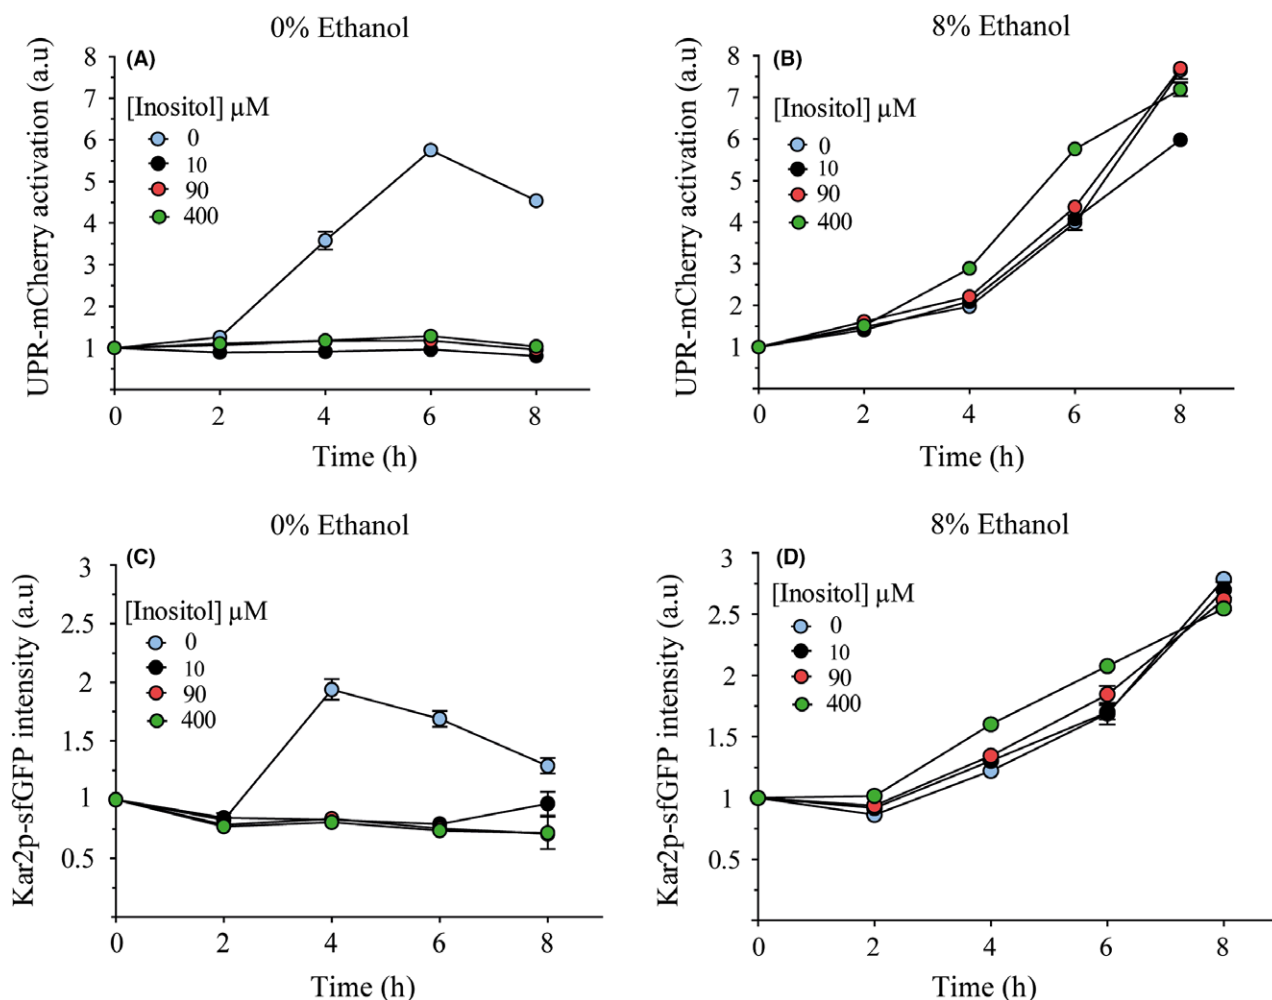 0% Ethanol
(A)
UPR-mCherry activation (a.u)
8
7
6
5
4
3
2
1
[Inositol] µM
0
10
90
400
0 2 4 6 8
Time (h)
8% Ethanol
(B)
UPR-mCherry activation (a.u)
8
7
6
5
4
3
2
1
[Inositol] µM
0
10
90
400
0 2 4 6 8
Time (h)
0% Ethanol
(C)
Kar2p-sfGFP intensity (a.u)
3
2.5
2
1.5
1
0.5
[Inositol] µM
0
10
90
400
0 2 4 6 8
Time (h)
8% Ethanol
(D)
Kar2p-sfGFP intensity (a.u)
3
2.5
2
1.5
1
0.5
[Inositol] µM
0
10
90
400
0 2 4 6 8
Time (h)